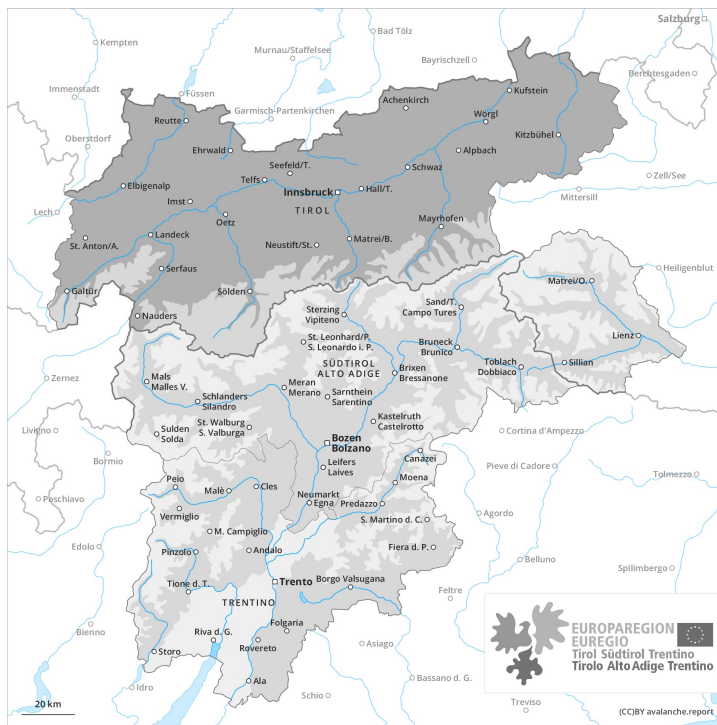 Salzburg
Kempten
Bad Tölz
Murnau/Staffelsee
Bayrischzell
Berchtesgaden
Immenstadt
Füssen
Garmisch-Partenkirchen
Achenkirch
Kufstein
Reutte
Wörgl
Oberstdorf
Ehrwald
Kitzbühel
Alpbach
Seefeld/T.
Schwaz
Zell/See
Telfs
Elbigenalp
Innsbruck
Hall/T.
Mittersill
Imst
TIROL
Lech
Oetz
Mayrhofen
St. Anton/A.
Landeck
Neustift/St.
Matrei/B.
Serfaus
Heiligenblut
Galtür
Sölden
Matrei/O.
Nauders
Sterzing
Vipiteno
Sand/T.
Campo Tures
St. Leonhard/P.
S. Leonardo i. P.
Lienz
Bruneck
Brunico
SÜDTIROL
ALTO ADIGE
Toblach
Dobbiaco
Sillian
Brixen
Bressanone
Zernez
Mals
Malles V.
Meran
Merano
Schlanders
Silandro
Sarnthein
Sarentino
St. Walburg
S. Valburga
Kastelruth
Castelrotto
Livigno
Sulden
Solda
Cortina d'Ampezzo
Bozen
Bolzano
Bormio
Canazei
Leifers
Laives
Pieve di Cadore
Tolmezzo
Peio
Moena
Malè
Cles
Poschiavo
Neumarkt
Egna
Predazzo
Vermiglio
Agordo
S. Martino d. C.
M. Campiglio
Edolo
Pinzolo
Andalo
Fiera d. P.
Belluno
Spilimbergo
Tione d. T.
Trento
Borgo Valsugana
Feltre
TRENTINO
Bienno
Folgaria
Riva d. G.
Rovereto
Asiago
Storo
Ala
Bassano d. G.
Idro
Schio
Treviso
EUROPAREGION
EUREGIO
Tirol Südtirol Trentino
Tirolo Alto Adige Trentino
20 km
(CC)BY avalanche.report